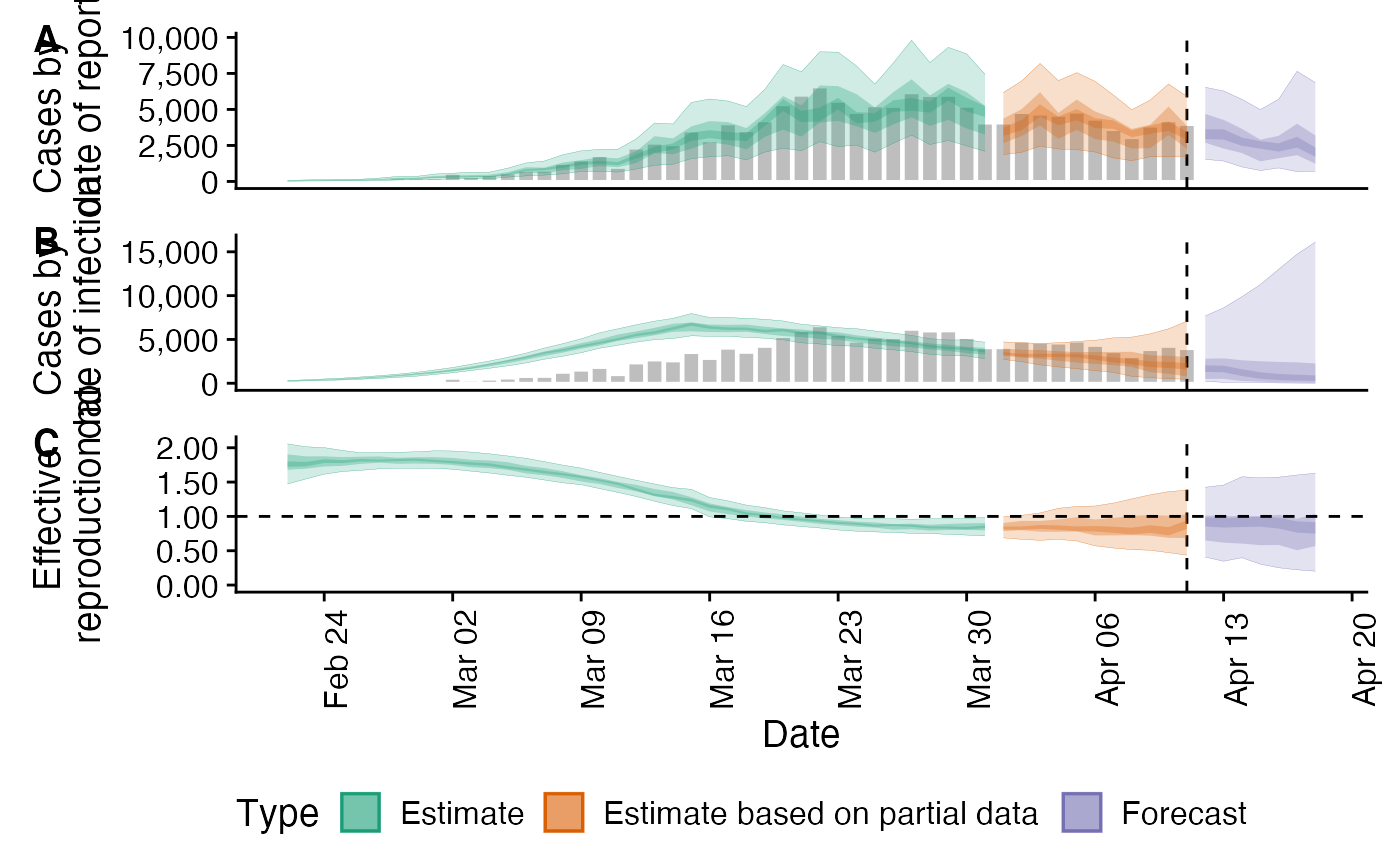 A
Cases by
date of report
10,000
7,500
5,000
2,500
0
B
Cases by
date of infection
15,000
10,000
5,000
0
C
Effective
reproduction no.
2.00
1.50
1.00
0.50
0.00
Feb 24
Mar 02
Mar 09
Mar 16
Mar 23
Mar 30
Apr 06
Apr 13
Apr 20
Date
Type
Estimate
Estimate based on partial data
Forecast